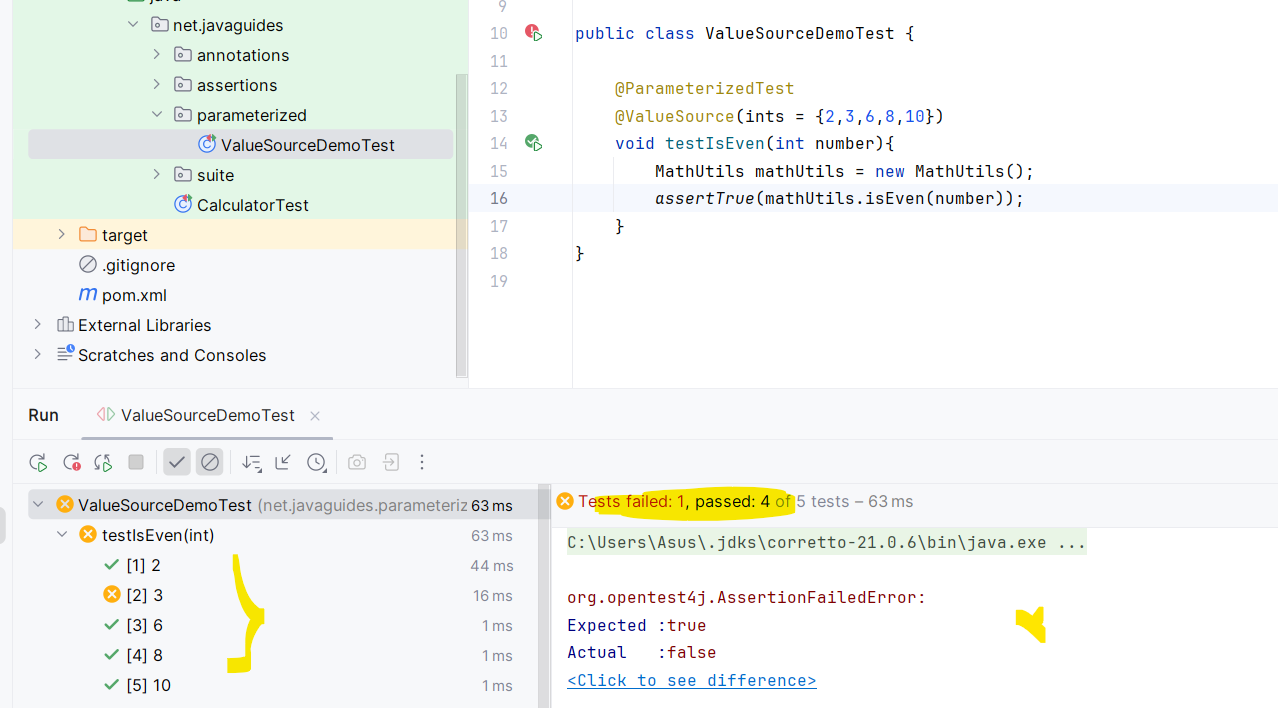 java
net.javaguides
annotations
assertions
parameterized
ValueSourceDemoTest
suite
CalculatorTest
target
.gitignore
m pom.xml
External Libraries
Scratches and Consoles
9
10 public class ValueSourceDemoTest {
11
12 @ParameterizedTest
13 @ValueSource(ints = {2,3,6,8,10})
14 void testIsEven(int number){
15 MathUtils mathUtils = new MathUtils();
16 assertTrue(mathUtils.isEven(number));
17 }
18 }
19
Run ValueSourceDemoTest
ValueSourceDemoTest (net.javaguides.parameteriz 63 ms
testIsEven(int) 63 ms
[1] 2 44 ms
[2] 3 16 ms
[3] 6 1 ms
[4] 8 1 ms
[5] 10 1 ms
Tests failed: 1, passed: 4 of 5 tests – 63 ms
C:\Users\Asus\.jdks\corretto-21.0.6\bin\java.exe ...
org.opentest4j.AssertionFailedError:
Expected :true
Actual :false
<Click to see difference>